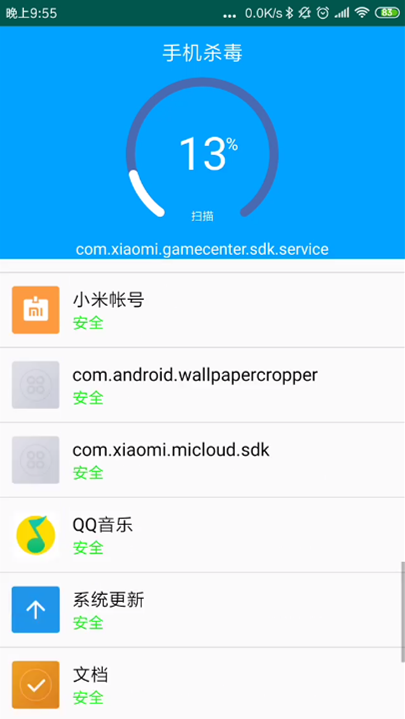 晚上9:55
... 0.0K/s 83
手机杀毒
13%
扫描
com.xiaomi.gamecenter.sdk.service
小米帐号
安全
com.android.wallpapercropper
安全
com.xiaomi.micloud.sdk
安全
QQ音乐
安全
系统更新
安全
文档
安全